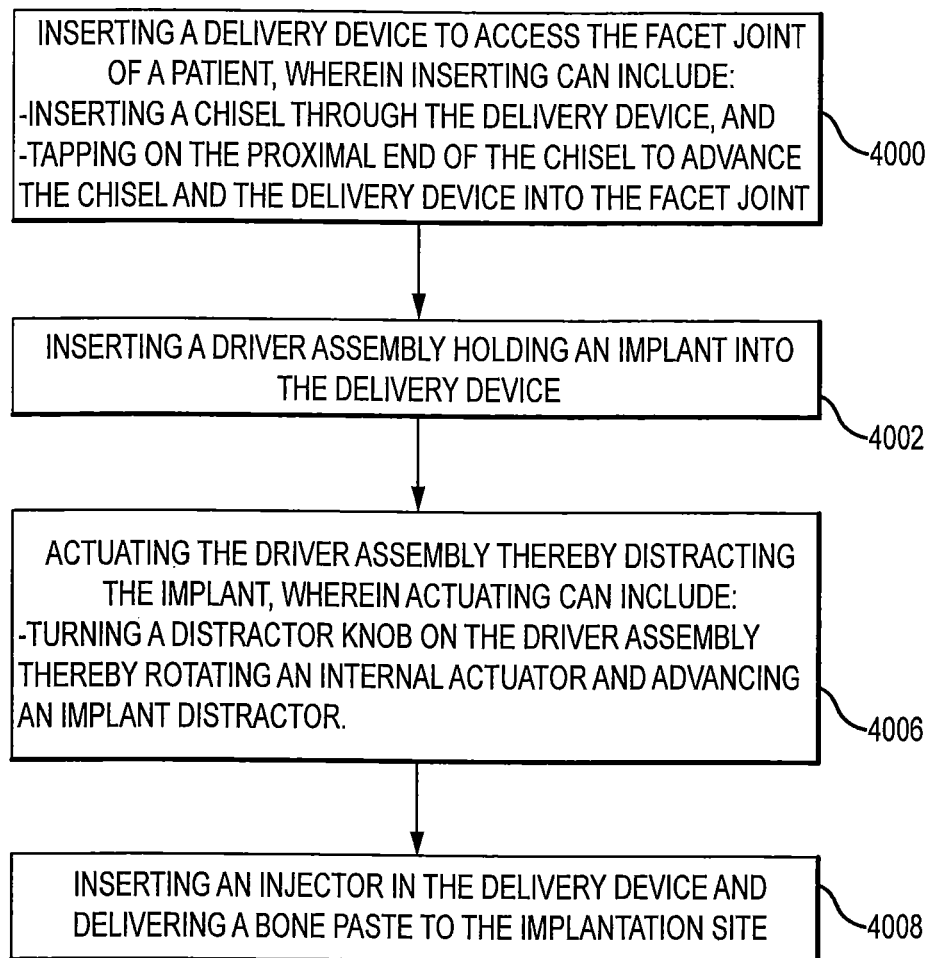 INSERTING A DELIVERY DEVICE TO ACCESS THE FACET JOINT
OF A PATIENT, WHEREIN INSERTING CAN INCLUDE:
-INSERTING A CHISEL THROUGH THE DELIVERY DEVICE, AND
-TAPPING ON THE PROXIMAL END OF THE CHISEL TO ADVANCE
THE CHISEL AND THE DELIVERY DEVICE INTO THE FACET JOINT
4000
INSERTING A DRIVER ASSEMBLY HOLDING AN IMPLANT INTO
THE DELIVERY DEVICE
4002
ACTUATING THE DRIVER ASSEMBLY THEREBY DISTRACTING
THE IMPLANT, WHEREIN ACTUATING CAN INCLUDE:
-TURNING A DISTRACTOR KNOB ON THE DRIVER ASSEMBLY
THEREBY ROTATING AN INTERNAL ACTUATOR AND ADVANCING
AN IMPLANT DISTRACTOR.
4006
INSERTING AN INJECTOR IN THE DELIVERY DEVICE AND
DELIVERING A BONE PASTE TO THE IMPLANTATION SITE
4008